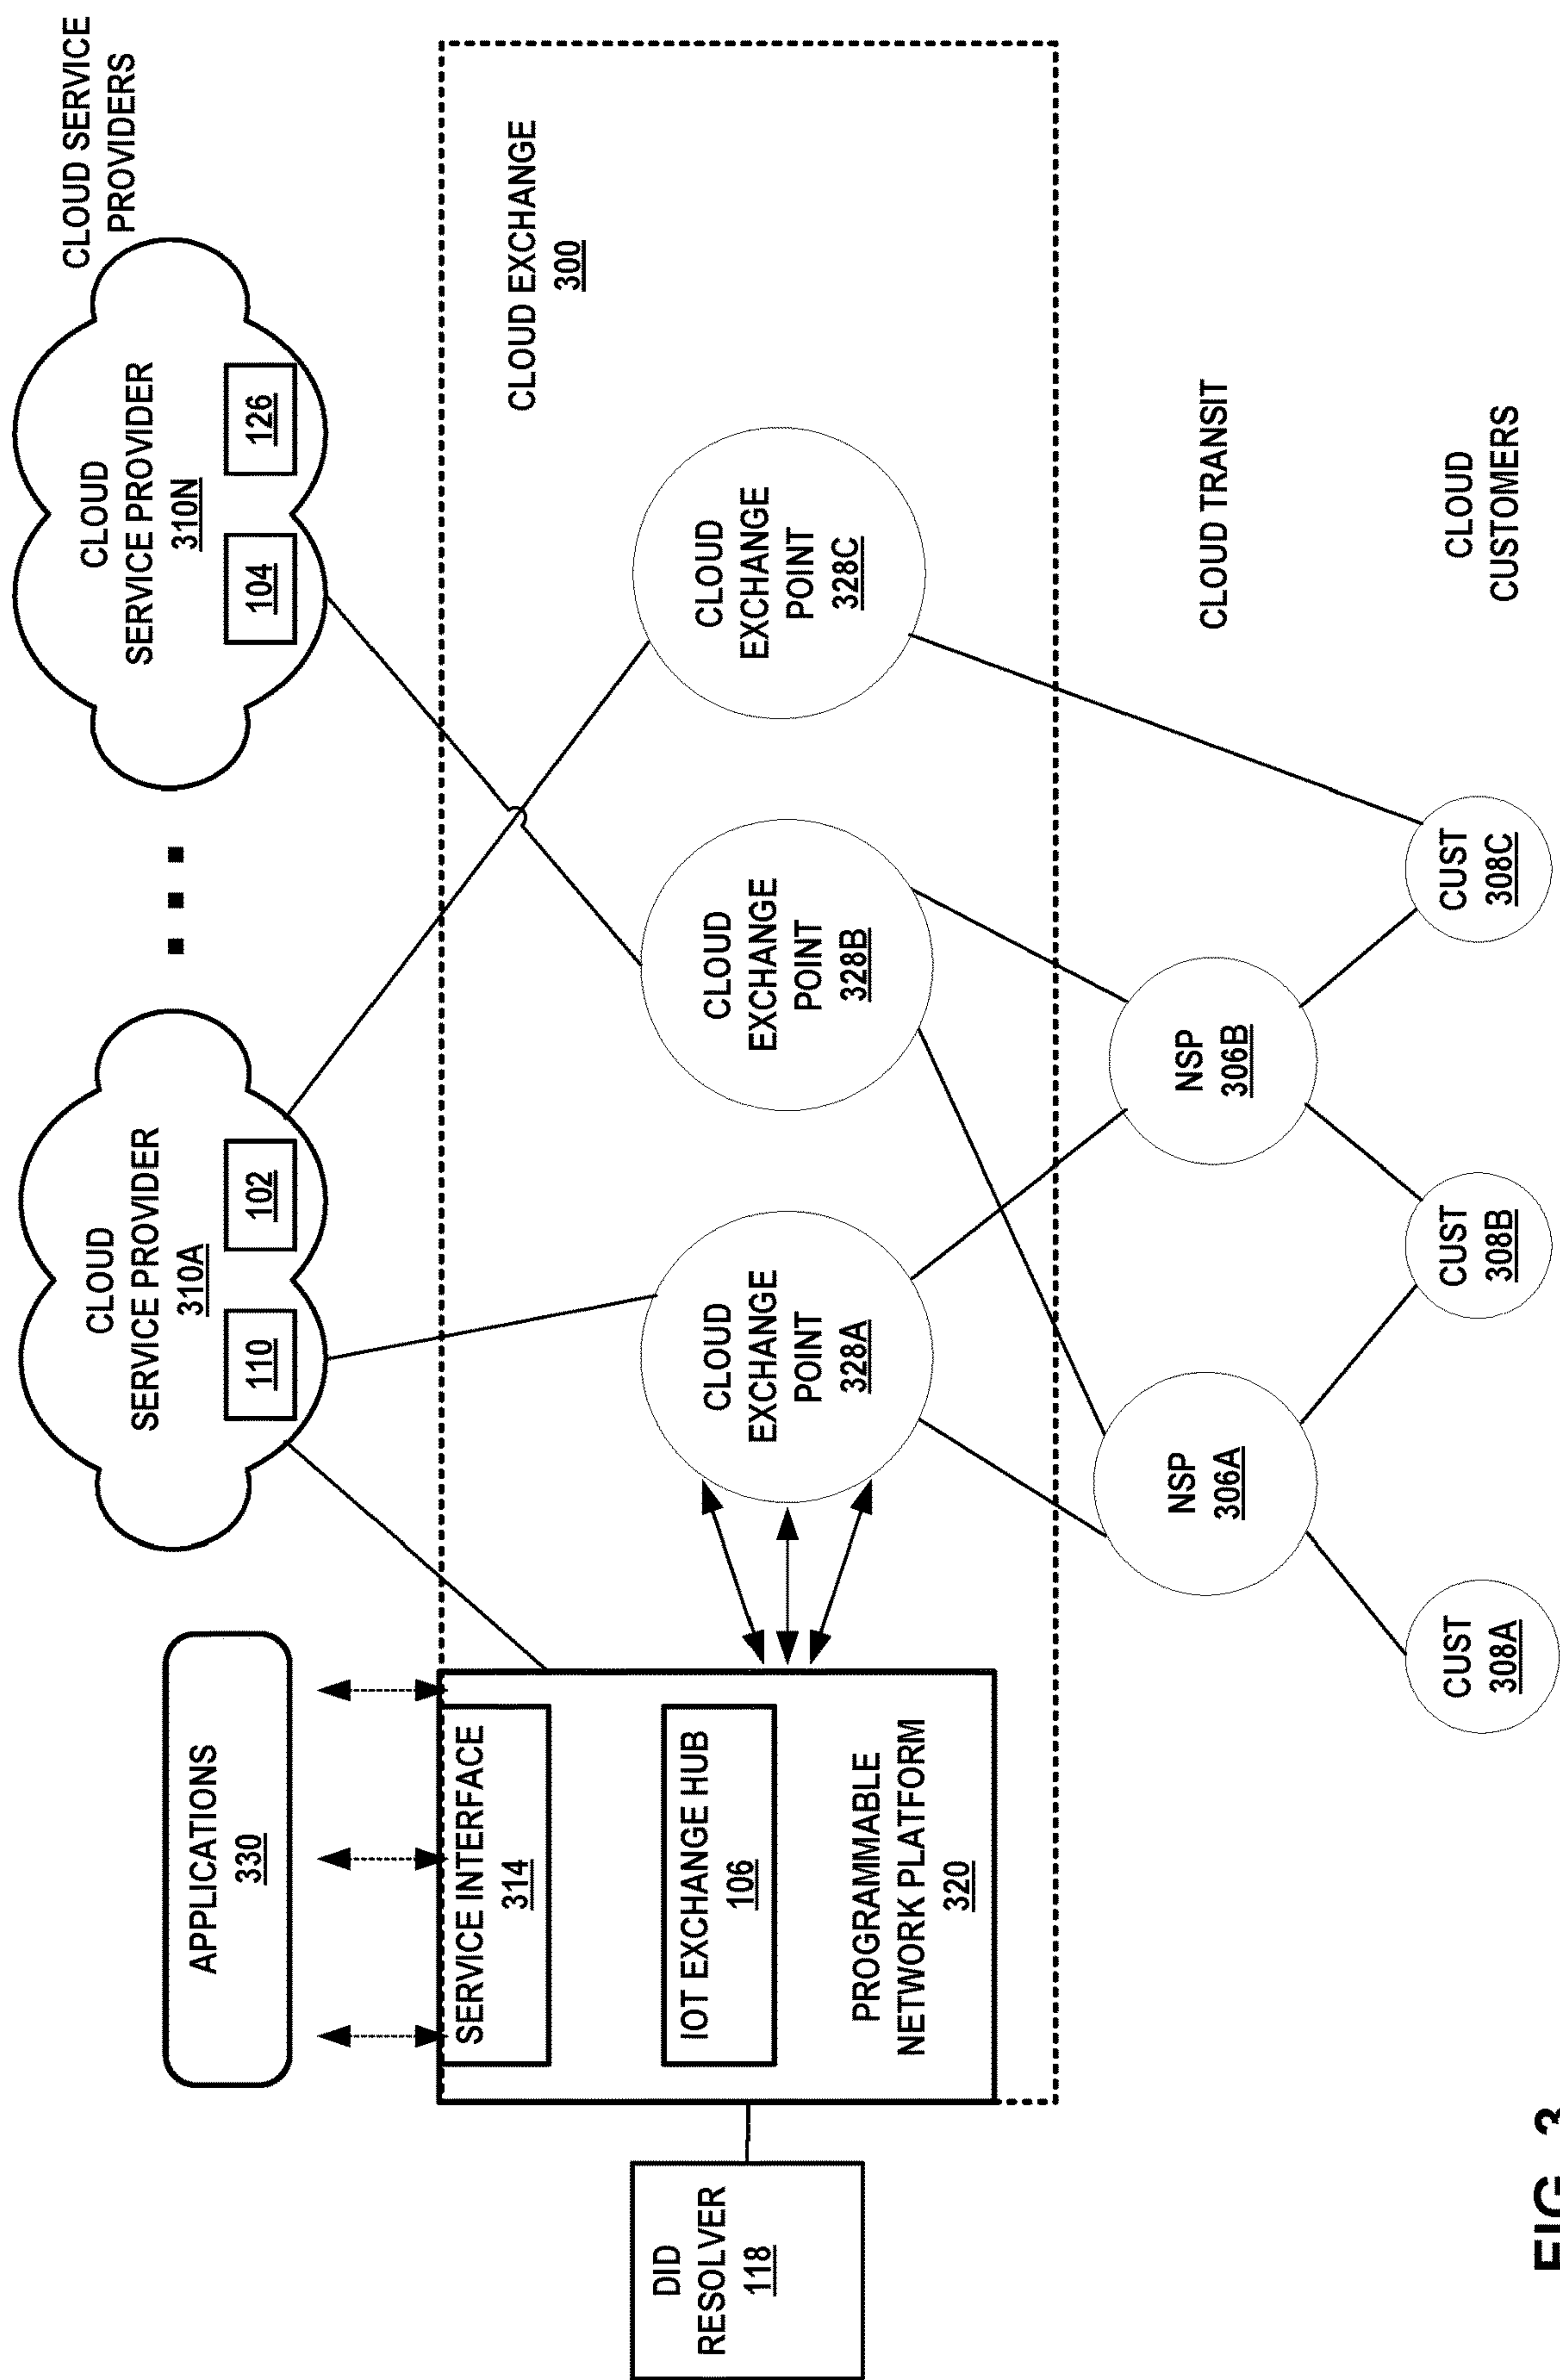 CLOUD SERVICE
PROVIDERS
CLOUD
SERVICE PROVIDER
310A
110
102
CLOUD
SERVICE PROVIDER
310N
104
126
APPLICATIONS
330
CLOUD EXCHANGE
300
SERVICE INTERFACE
314
IOT EXCHANGE HUB
106
PROGRAMMABLE
NETWORK PLATFORM
320
DID
RESOLVER
118
CLOUD
EXCHANGE
POINT
328A
CLOUD
EXCHANGE
POINT
328B
CLOUD
EXCHANGE
POINT
328C
NSP
306A
NSP
306B
CLOUD TRANSIT
CUST
308A
CUST
308B
CUST
308C
CLOUD
CUSTOMERS
FIG. 3